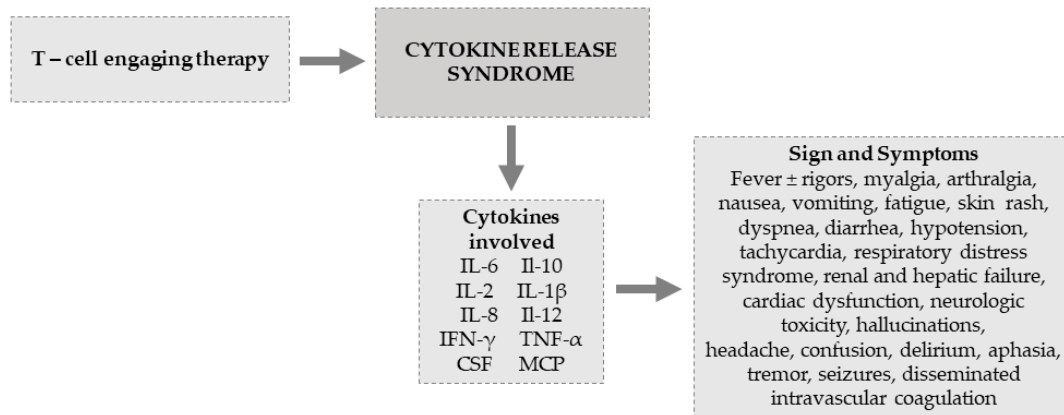 T – cell engaging therapy
CYTOKINE RELEASE
SYNDROME
Cytokines
involved
IL-6 Il-10
IL-2 IL-1β
IL-8 Il-12
IFN-γ TNF-α
CSF MCP
Sign and Symptoms
Fever ± rigors, myalgia, arthralgia,
nausea, vomiting, fatigue, skin rash,
dyspnea, diarrhea, hypotension,
tachycardia, respiratory distress
syndrome, renal and hepatic failure,
cardiac dysfunction, neurologic
toxicity, hallucinations,
headache, confusion, delirium, aphasia,
tremor, seizures, disseminated
intravascular coagulation